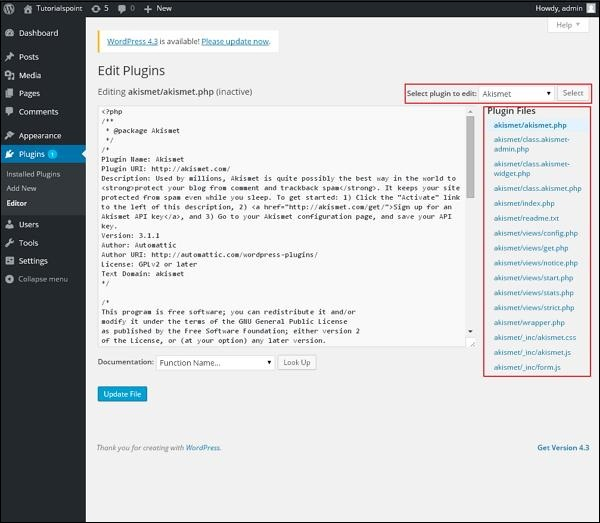 Tutorialspoint 5 0 + New Howdy, admin
Help
Dashboard
Posts
Media
Pages
Comments
Appearance
Plugins 1
Installed Plugins
Add New
Editor
Users
Tools
Settings
Collapse menu
WordPress 4.3 is available! Please update now.
Edit Plugins
Editing akismet/akismet.php (inactive)
Select plugin to edit: Akismet Select
<?php
/**
 * @package Akismet
 */
/*
Plugin Name: Akismet
Plugin URI: http://akismet.com/
Description: Used by millions, Akismet is quite possibly the best way in the world to
<strong>protect your blog from comment and trackback spam</strong>. It keeps your site
protected from spam even while you sleep. To get started: 1) Click the "Activate" link
to the left of this description, 2) <a href="http://akismet.com/get/">Sign up for an
Akismet API key</a>, and 3) Go to your Akismet configuration page, and save your API
key.
Version: 3.1.1
Author: Automattic
Author URI: http://automattic.com/wordpress-plugins/
License: GPLv2 or later
Text Domain: akismet
*/
/*
This program is free software; you can redistribute it and/or
modify it under the terms of the GNU General Public License
as published by the Free Software Foundation; either version 2
of the License, or (at your option) any later version.
Plugin Files
akismet/akismet.php
akismet/class.akismet-
admin.php
akismet/class.akismet-
widget.php
akismet/class.akismet.php
akismet/index.php
akismet/readme.txt
akismet/views/config.php
akismet/views/get.php
akismet/views/notice.php
akismet/views/start.php
akismet/views/stats.php
akismet/views/strict.php
akismet/wrapper.php
akismet/_inc/akismet.css
akismet/_inc/akismet.js
akismet/_inc/form.js
Documentation: Function Name... Look Up
Update File
Thank you for creating with WordPress. Get Version 4.3